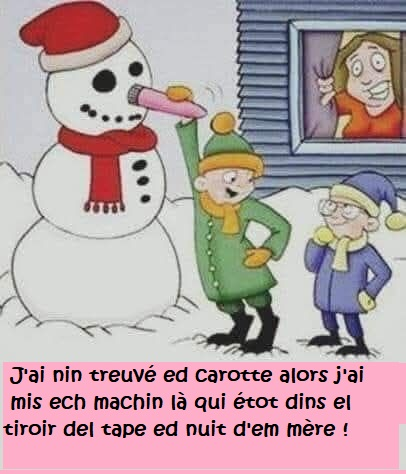 J'ai nin treuvé ed carotte alors j'ai
mis ech machin là qui étot dins el
tiroir del tape ed nuit d'em mère !